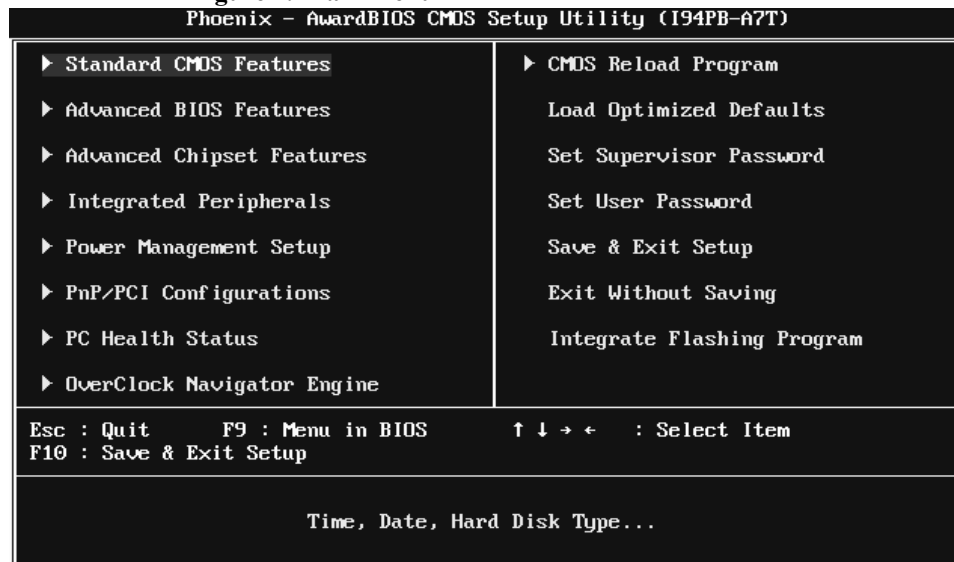 Phoenix - AwardBIOS CMOS Setup Utility (I94PB-A7T)
▶ Standard CMOS Features
▶ Advanced BIOS Features
▶ Advanced Chipset Features
▶ Integrated Peripherals
▶ Power Management Setup
▶ PnP/PCI Configurations
▶ PC Health Status
▶ OverClock Navigator Engine
▶ CMOS Reload Program
Load Optimized Defaults
Set Supervisor Password
Set User Password
Save & Exit Setup
Exit Without Saving
Integrate Flashing Program
Esc : Quit F9 : Menu in BIOS ↑ ↓ → ← : Select Item
F10 : Save & Exit Setup
Time, Date, Hard Disk Type...